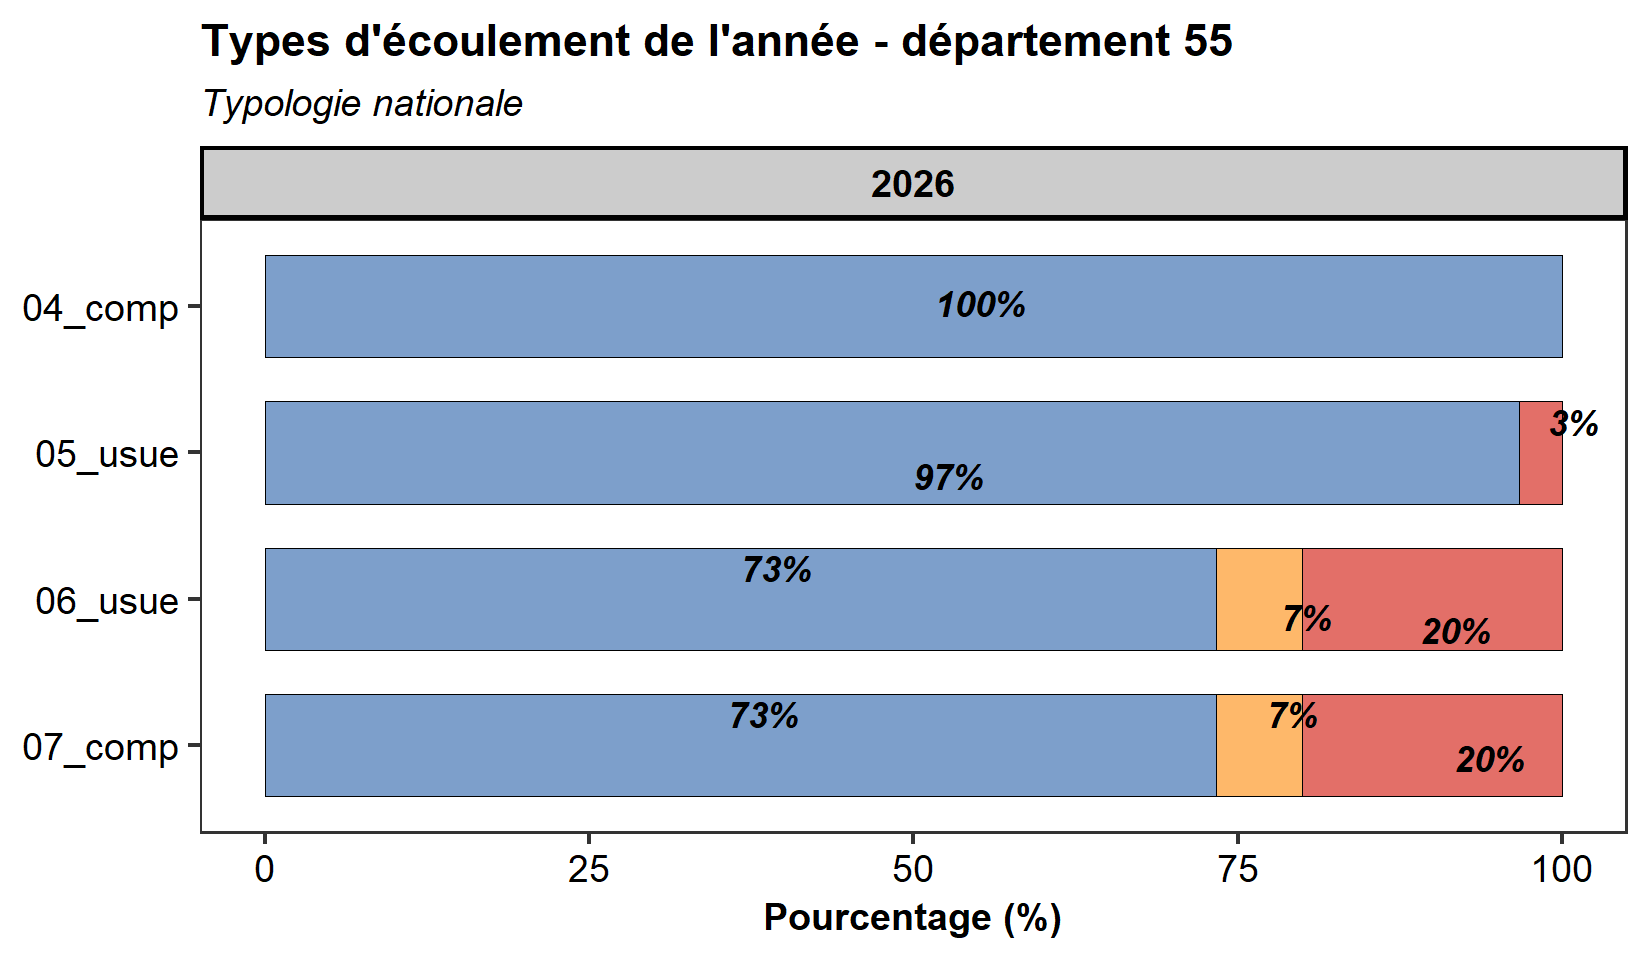 Types d'écoulement de l'année - département 55
Typologie nationale
2026
04_comp 100%
05_usue 97% 3%
06_usue 73% 7% 20%
07_comp 73% 7% 20%
0 25 50 75 100
Pourcentage (%)